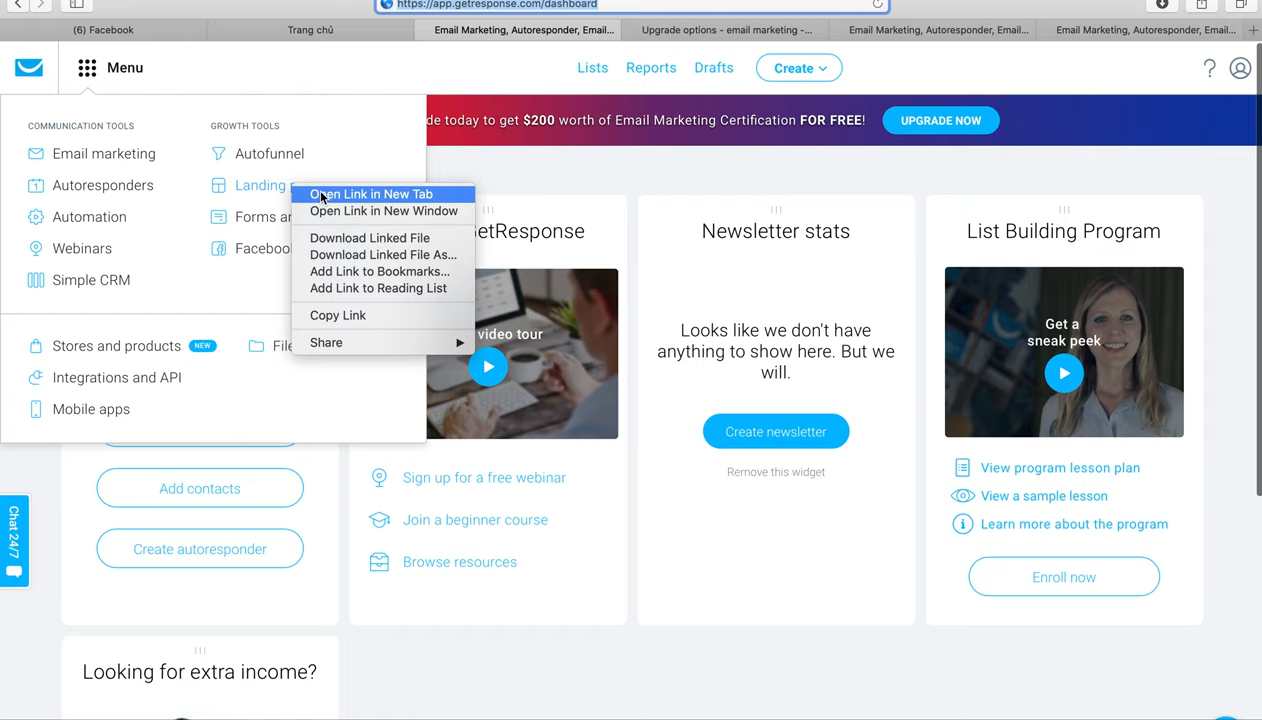 https://app.getresponse.com/dashboard
(6) Facebook
Trang chủ
Email Marketing, Autoresponder, Email...
Upgrade options - email marketing -...
Email Marketing, Autoresponder, Email...
Email Marketing, Autoresponder, Email...
Menu
Lists
Reports
Drafts
Create
?
COMMUNICATION TOOLS
GROWTH TOOLS
de today to get $200 worth of Email Marketing Certification FOR FREE!
UPGRADE NOW
Email marketing
Autofunnel
Autoresponders
Landing
Automation
Forms an
Webinars
Facebo
Simple CRM
Stores and products NEW
File
Integrations and API
Mobile apps
Open Link in New Tab
Open Link in New Window
Download Linked File
Download Linked File As...
Add Link to Bookmarks...
Add Link to Reading List
Copy Link
Share
Add contacts
Create autoresponder
GetResponse
video tour
Sign up for a free webinar
Join a beginner course
Browse resources
Newsletter stats
Looks like we don't have
anything to show here. But we
will.
Create newsletter
Remove this widget
List Building Program
Get a
sneak peek
View program lesson plan
View a sample lesson
Learn more about the program
Enroll now
Chat 24/7
Looking for extra income?